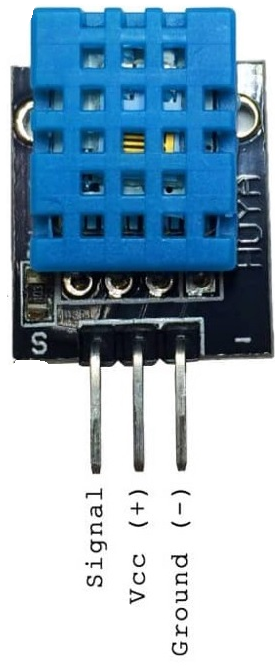 HUYA
S
-
Signal
Vcc (+)
Ground (-)